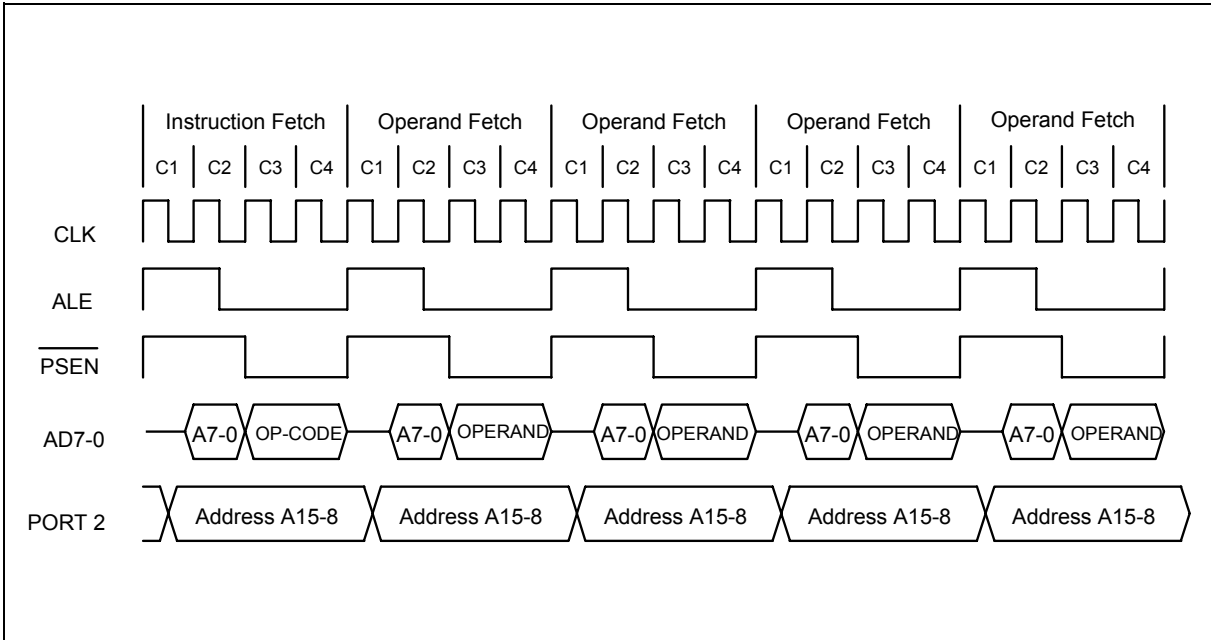 Instruction Fetch Operand Fetch Operand Fetch Operand Fetch Operand Fetch
C1 C2 C3 C4 C1 C2 C3 C4 C1 C2 C3 C4 C1 C2 C3 C4 C1 C2 C3 C4
CLK
ALE
PSEN
AD7-0 A7-0 OP-CODE A7-0 OPERAND A7-0 OPERAND A7-0 OPERAND A7-0 OPERAND
PORT 2 Address A15-8 Address A15-8 Address A15-8 Address A15-8 Address A15-8